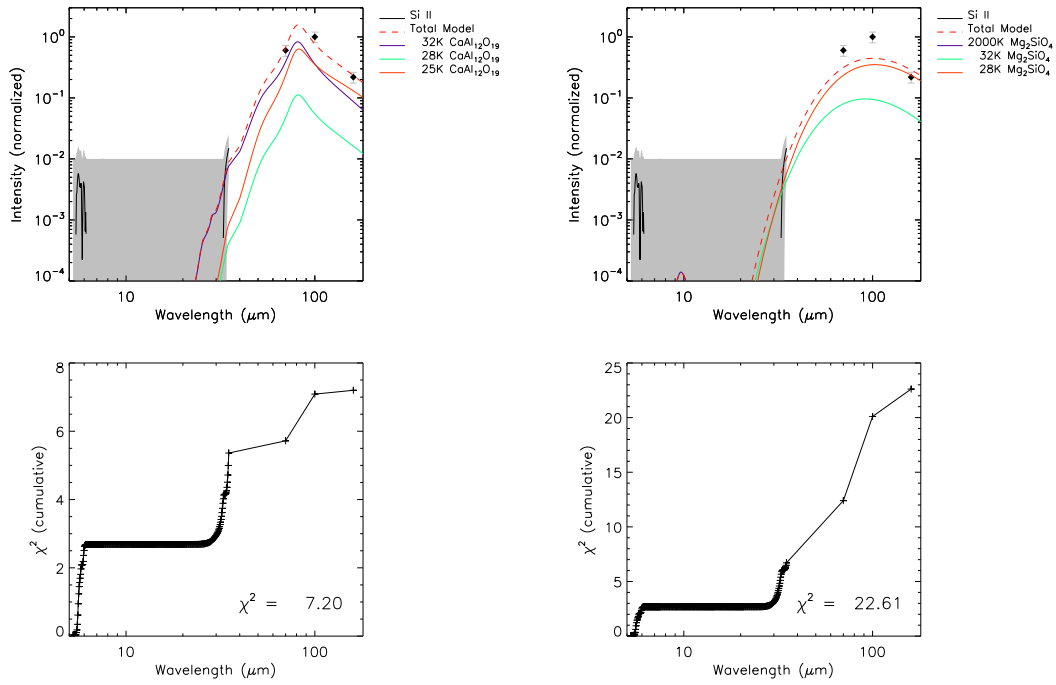 Si II
Total Model
32K CaAl₁₂O₁₉
28K CaAl₁₂O₁₉
25K CaAl₁₂O₁₉
Intensity (normalized)
10⁰
10⁻¹
10⁻²
10⁻³
10⁻⁴
10
100
Wavelength (μm)
Si II
Total Model
2000K Mg₂SiO₄
32K Mg₂SiO₄
28K Mg₂SiO₄
Intensity (normalized)
10⁰
10⁻¹
10⁻²
10⁻³
10⁻⁴
10
100
Wavelength (μm)
χ² (cumulative)
8
6
4
2
0
χ² = 7.20
10
100
Wavelength (μm)
χ² (cumulative)
25
20
15
10
5
0
χ² = 22.61
10
100
Wavelength (μm)